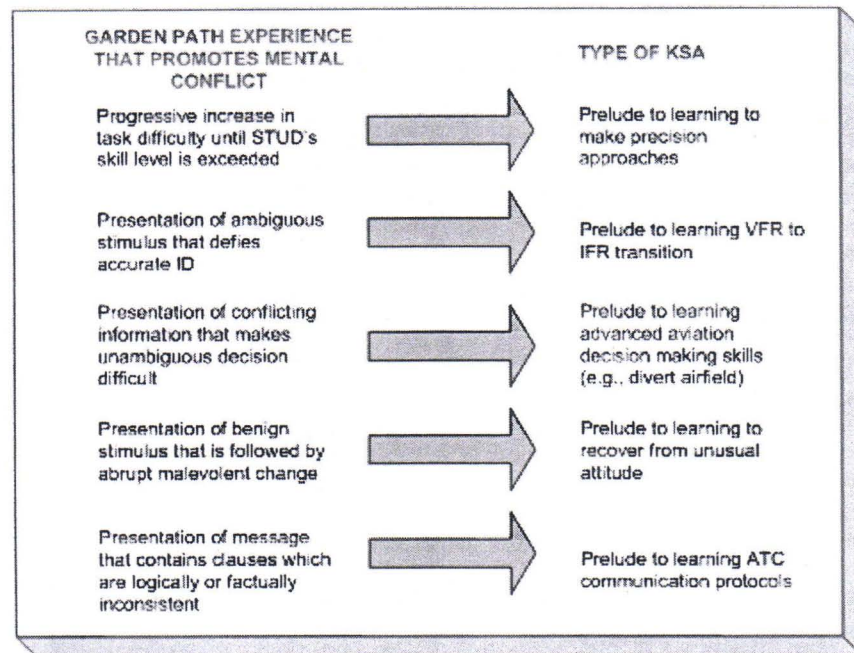 GARDEN PATH EXPERIENCE
THAT PROMOTES MENTAL
CONFLICT
TYPE OF KSA
Progressive increase in
task difficulty until STUD's
skill level is exceeded
Prelude to learning to
make precision
approaches
Presentation of ambiguous
stimulus that defies
accurate ID
Prelude to learning VFR to
IFR transition
Presentation of conflicting
information that makes
unambiguous decision
difficult
Prelude to learning
advanced aviation
decision making skills
(e.g., divert airfield)
Presentation of benign
stimulus that is followed by
abrupt malevolent change
Prelude to learning to
recover from unusual
attitude
Presentation of message
that contains clauses which
are logically or factually
inconsistent
Prelude to learning ATC
communication protocols